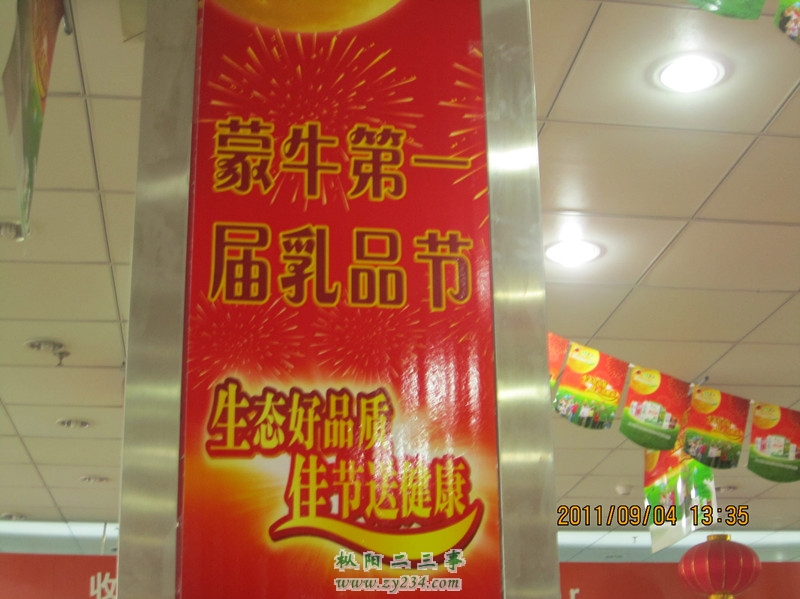 蒙牛第一
届乳品节
生态好品质
佳节送健康
2011/09/04 13:35
枞阳二三事
www.zy234.com
收
r